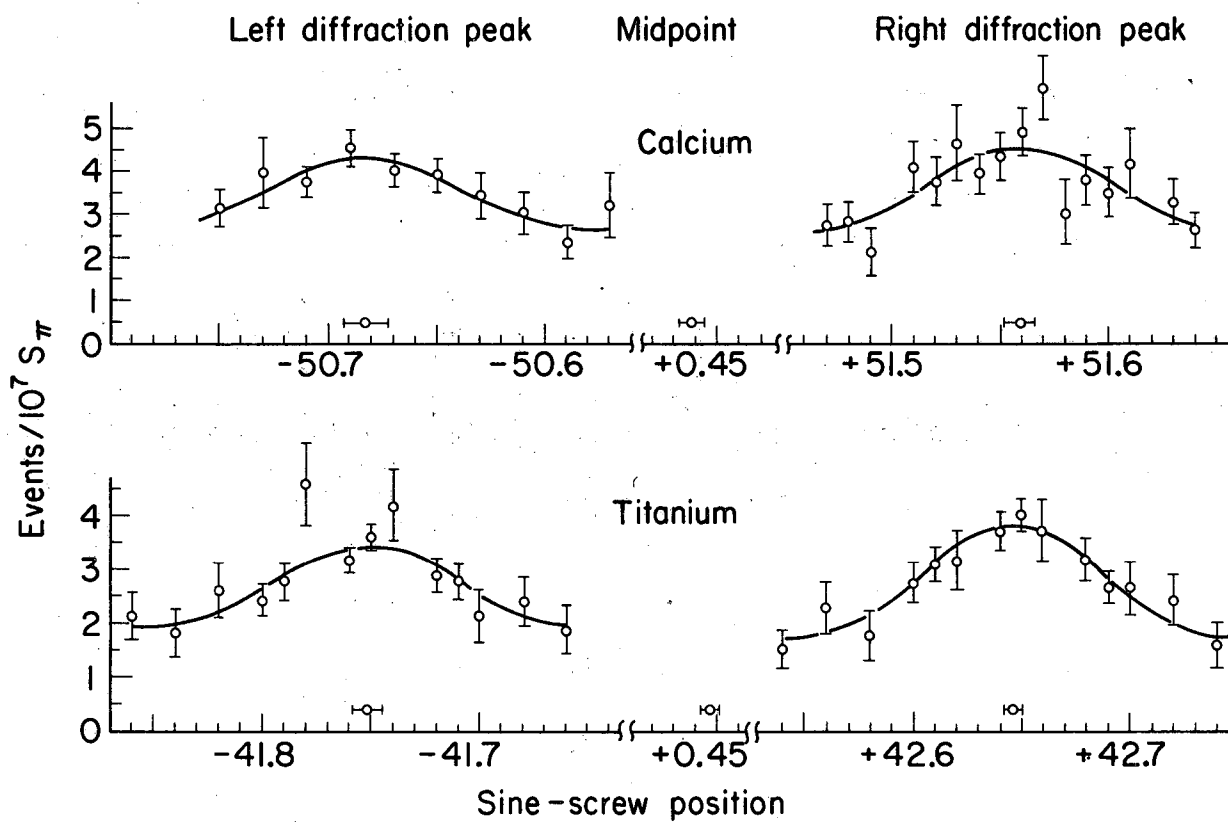 Left diffraction peak Midpoint Right diffraction peak
Calcium
5
4
3
2
1
0
-50.7 -50.6 +0.45 +51.5 +51.6
Events/10⁷ Sπ
Titanium
4
3
2
1
0
-41.8 -41.7 +0.45 +42.6 +42.7
Sine-screw position